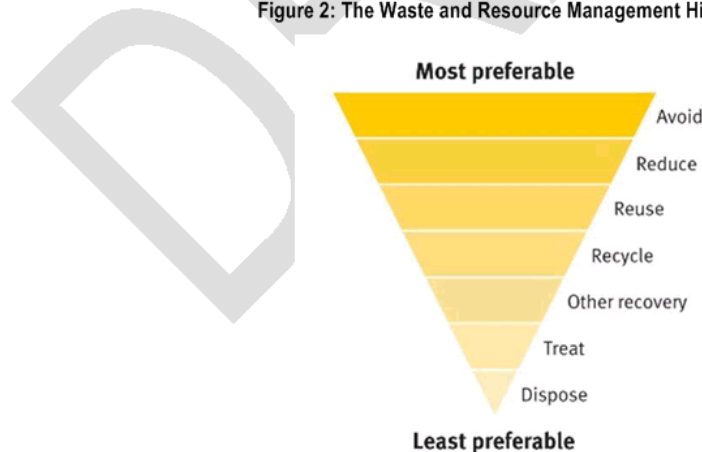 Figure 2: The Waste and Resource Management Hi
Most preferable
Avoid
Reduce
Reuse
Recycle
Other recovery
Treat
Dispose
Least preferable